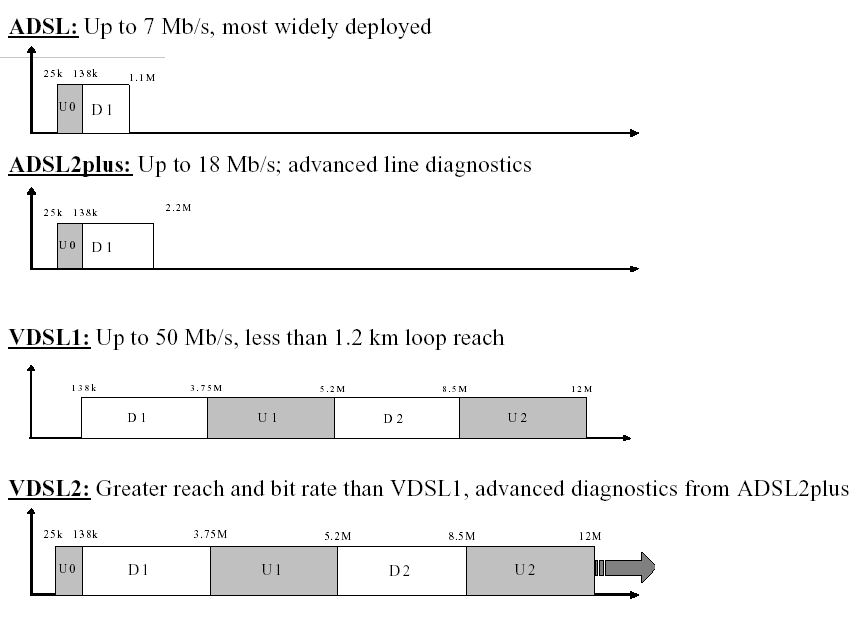 ADSL: Up to 7 Mb/s, most widely deployed
25k 138k 1.1M
U0 D1
ADSL2plus: Up to 18 Mb/s; advanced line diagnostics
2.2M
25k 138k
U0 D1
VDSL1: Up to 50 Mb/s, less than 1.2 km loop reach
138k 3.75M 5.2M 8.5M 12M
D1 U1 D2 U2
VDSL2: Greater reach and bit rate than VDSL1, advanced diagnostics from ADSL2plus
25k 138k 3.75M 5.2M 8.5M 12M
U0 D1 U1 D2 U2